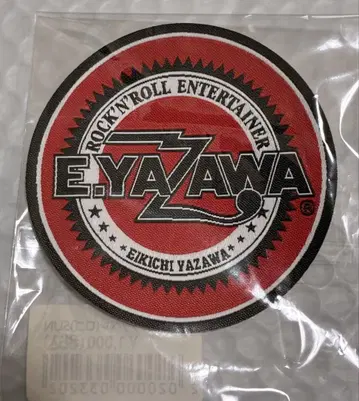 ROCK'N'ROLL ENTERTAINER
E.YAZAWA
®
★★★ EIKICHI YAZAWA ★★★